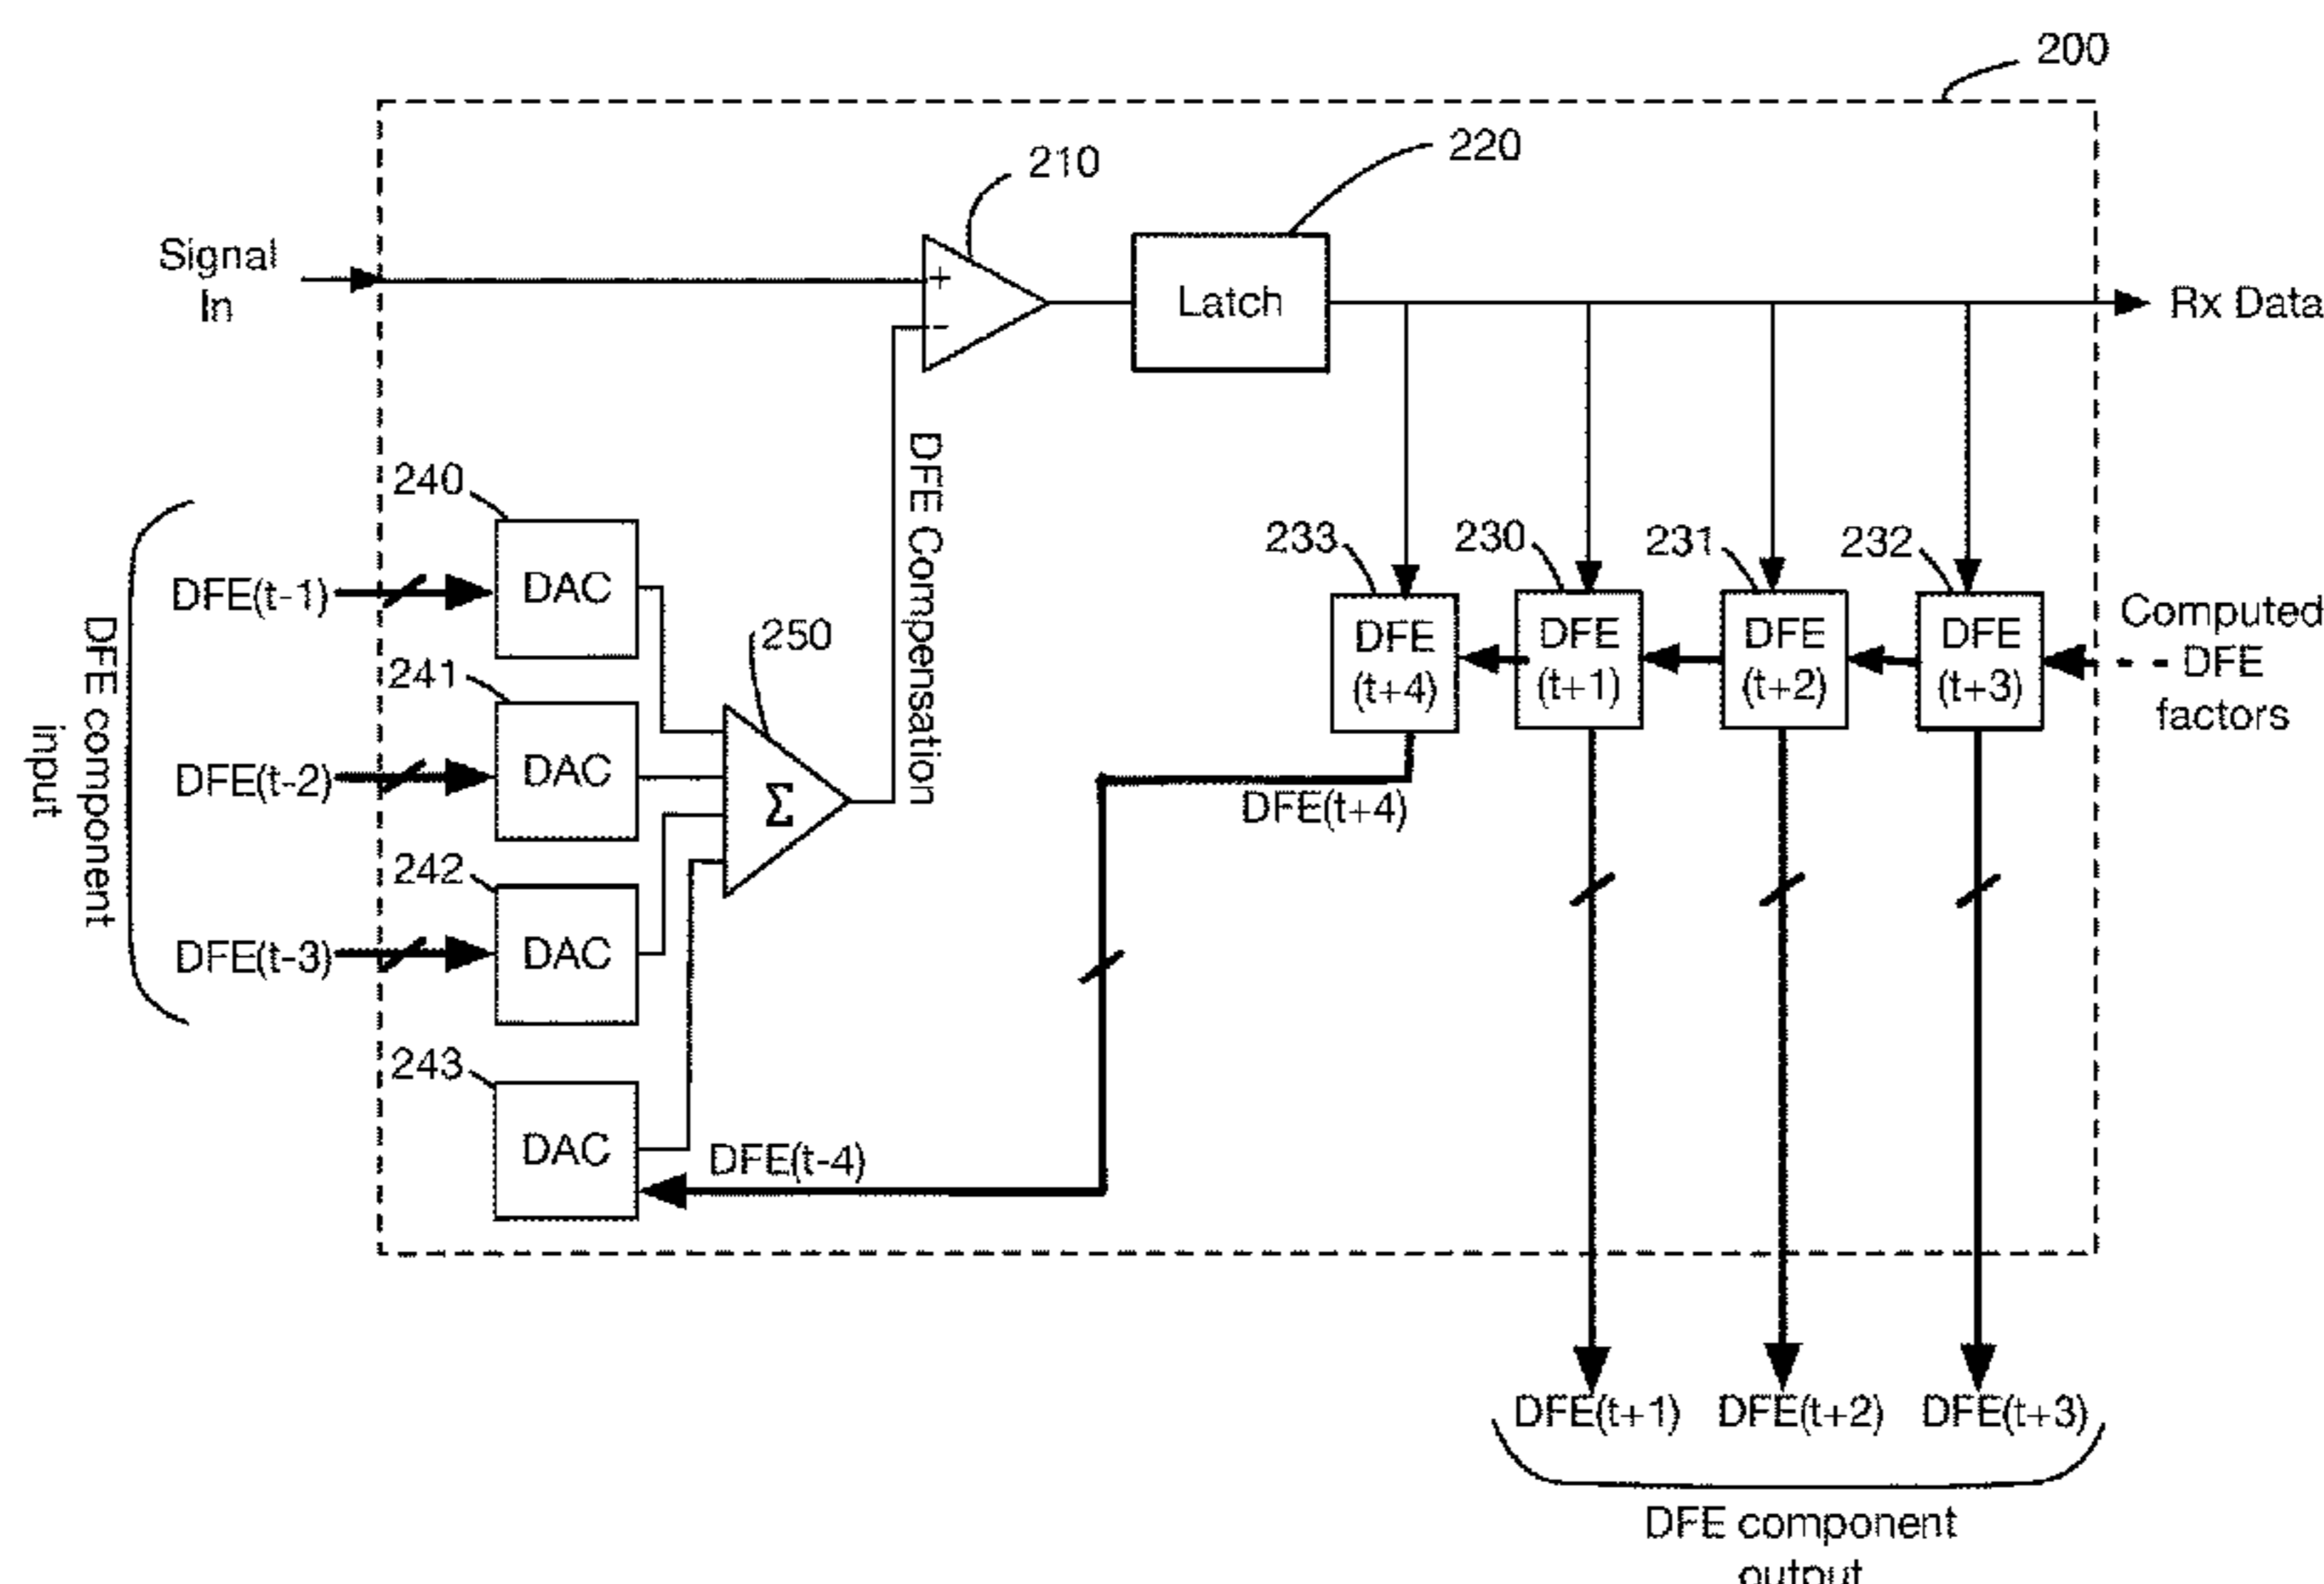 200
210
220
Signal
In
+
-
Latch
Rx Data
DFE Compensation
240
DFE(t-1)
DAC
241
DFE(t-2)
DAC
242
DFE(t-3)
DAC
243
DAC
250
Σ
DFE component
input
233
230
231
232
DFE
(t+4)
DFE
(t+1)
DFE
(t+2)
DFE
(t+3)
Computed
DFE
factors
DFE(t+4)
DFE(t-4)
DFE(t+1)
DFE(t+2)
DFE(t+3)
DFE component
output